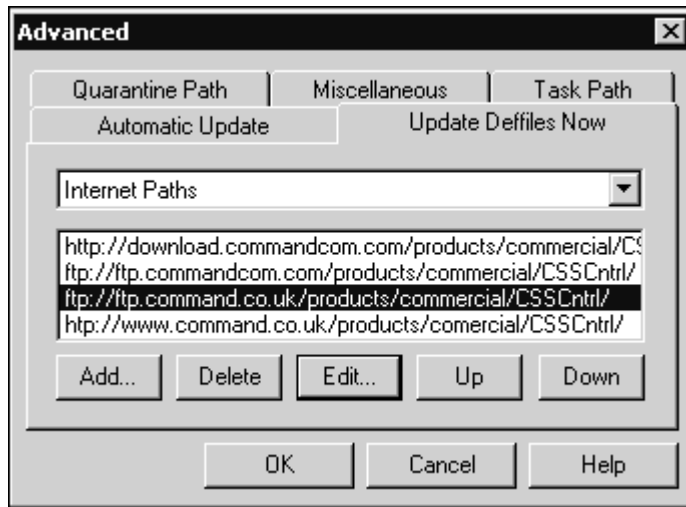 Advanced
Quarantine Path Miscellaneous Task Path
Automatic Update Update Deffiles Now
Internet Paths
http://download.commandcom.com/products/commercial/CS
ftp://ftp.commandcom.com/products/commercial/CSSCntrl/
ftp://ftp.command.co.uk/products/commercial/CSSCntrl/
htp://www.command.co.uk/products/comercial/CSSCntrl/
Add... Delete Edit... Up Down
OK Cancel Help